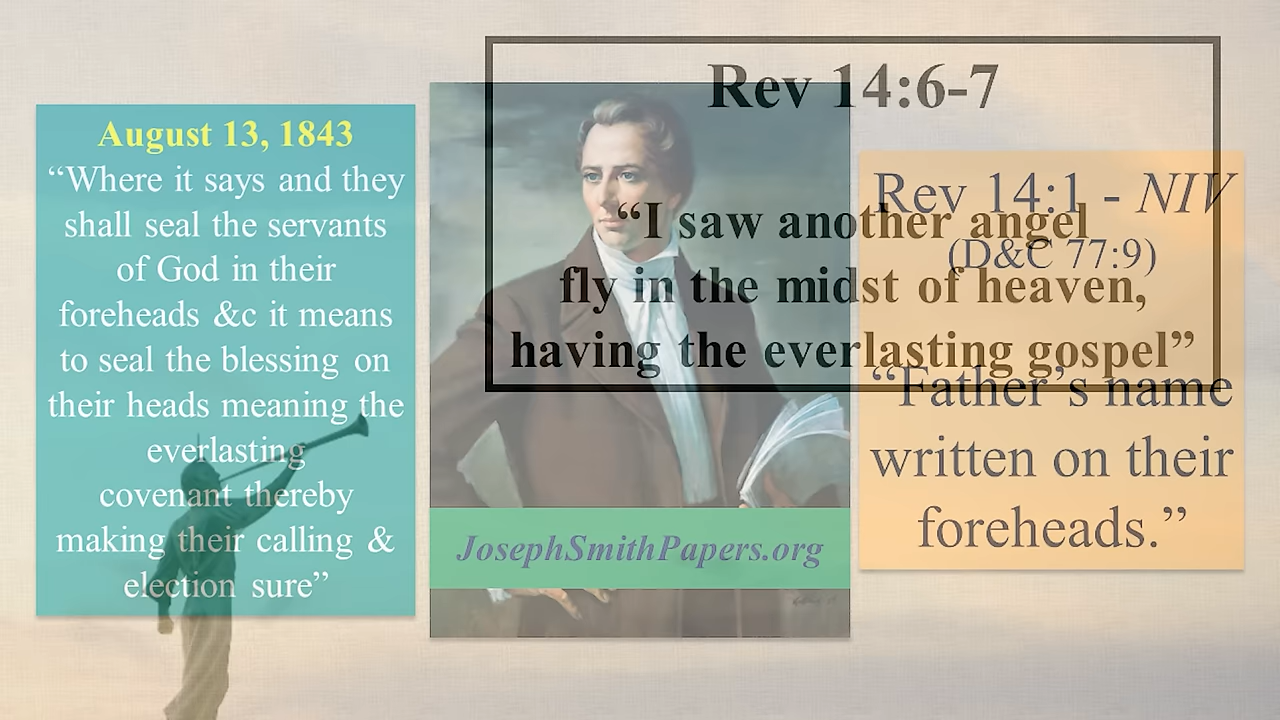 August 13, 1843
“Where it says and they
shall seal the servants
of God in their
foreheads &c it means
to seal the blessing on
their heads meaning the
everlasting
covenant thereby
making their calling &
election sure”
JosephSmithPapers.org
Rev 14:6-7
“I saw another angel
fly in the midst of heaven,
having the everlasting gospel”
Rev 14:1 - NIV
(D&C 77:9)
“Father’s name
written on their
foreheads.”